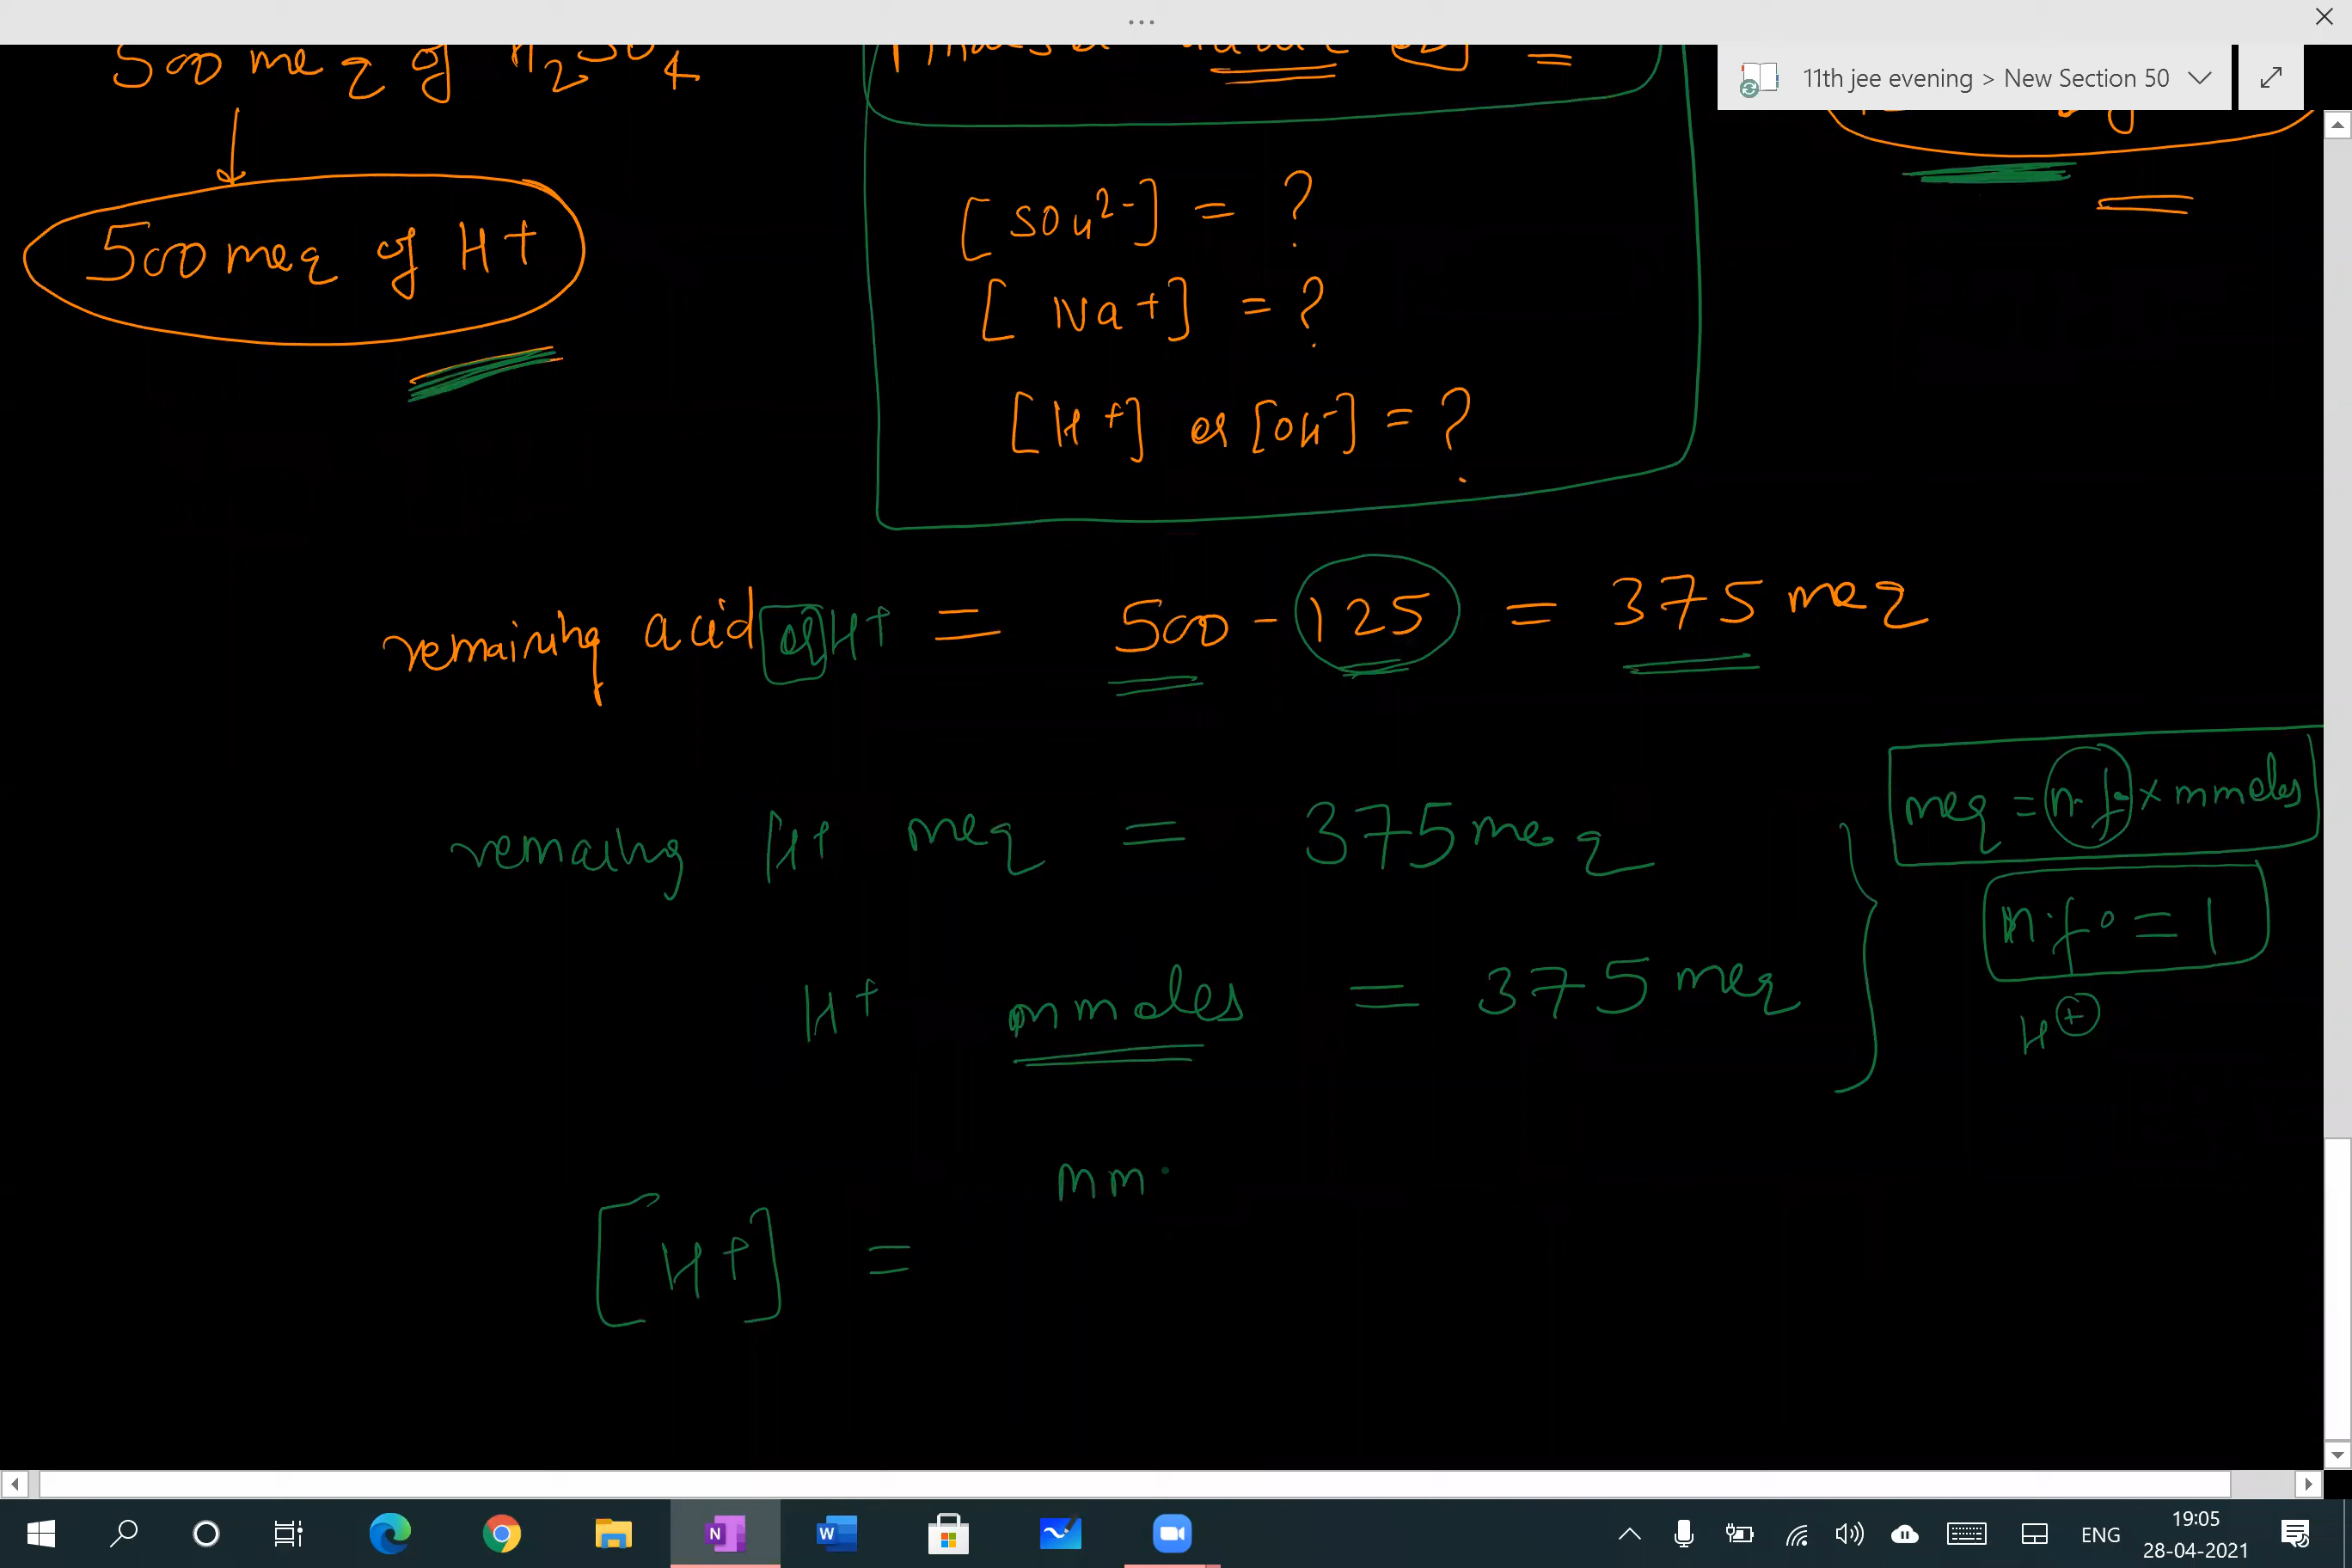 11th jee evening > New Section 50
500 meq of H2SO4
500 meq of H+
[SO4²⁻] = ?
[Na+] = ?
[H+] or [OH⁻] = ?
remaining acid or H+ = 500 - 125 = 375 meq
remaing H+ meq = 375 meq
meq = n.f. × mmoles
n.f. = 1
H+ mmoles = 375 meq
H+
mm
[H+] =
ENG
19:05
28-04-2021